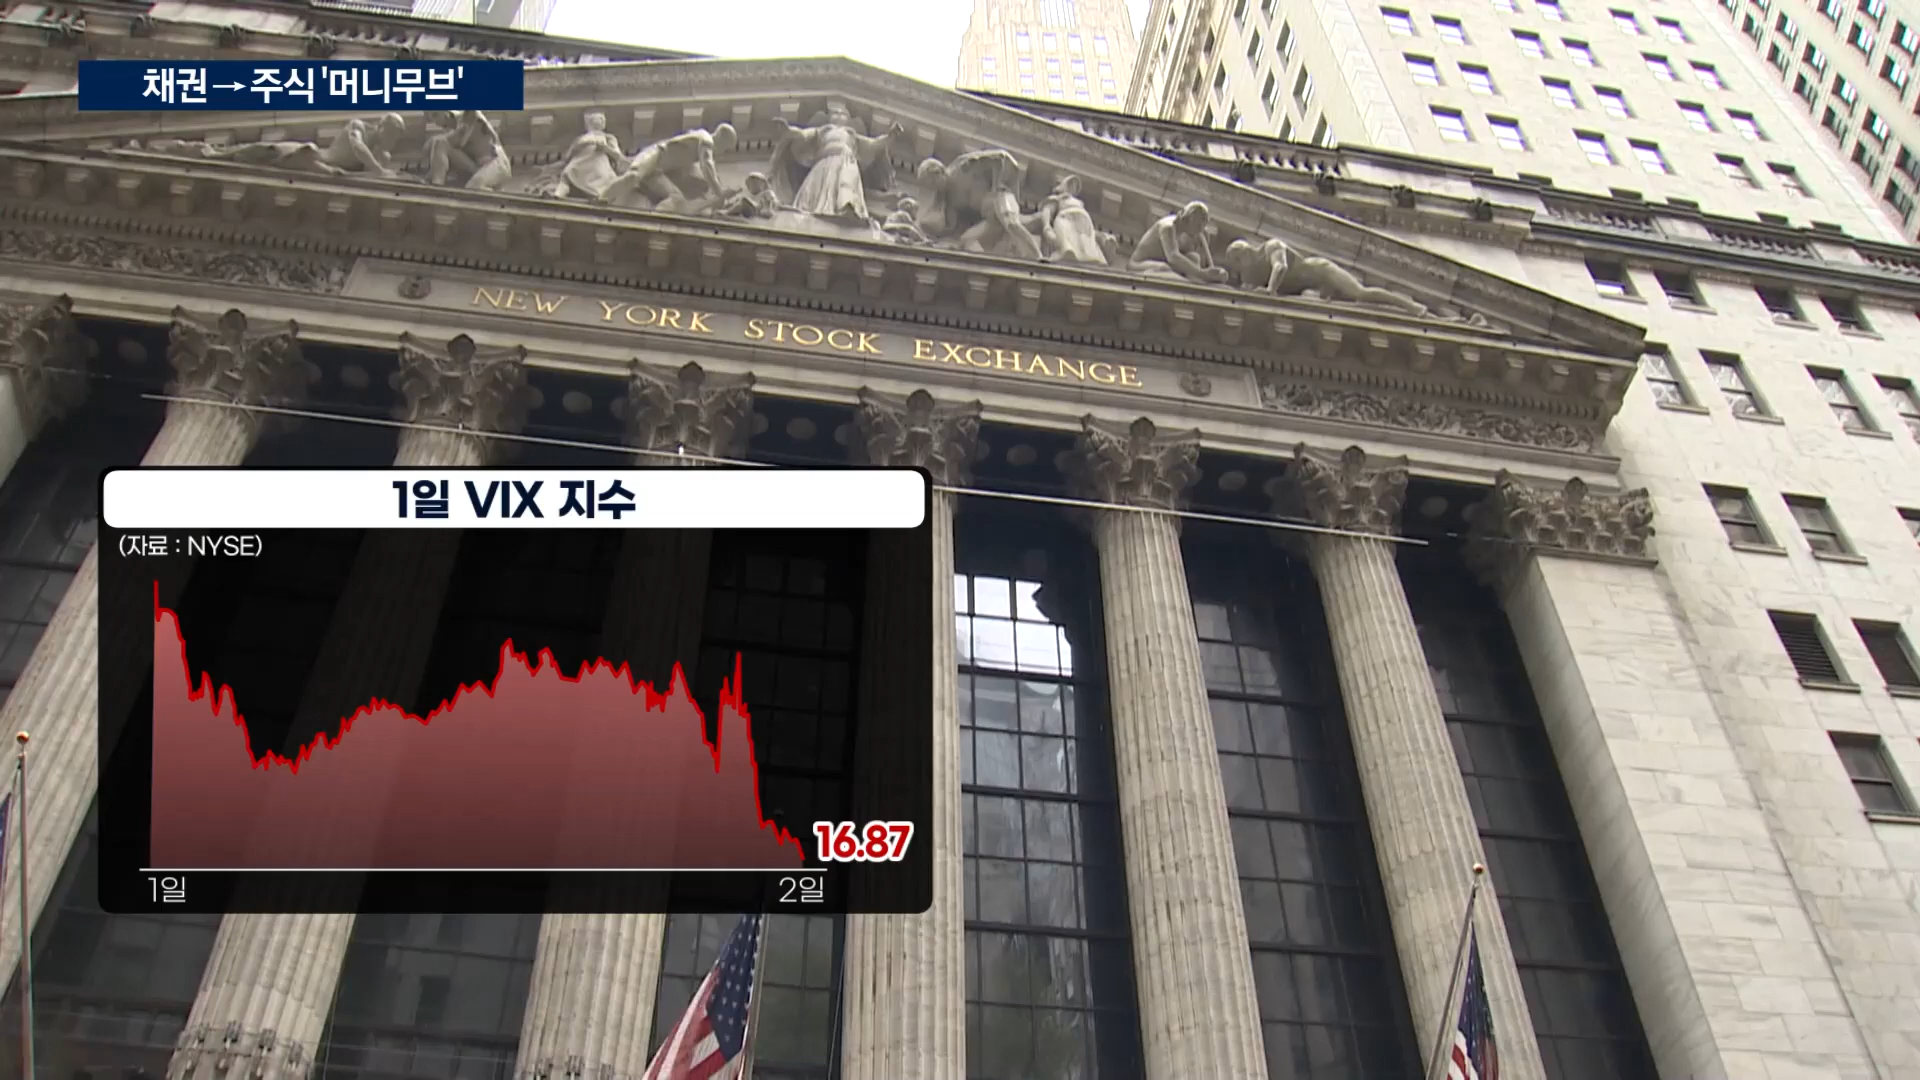 채권→주식 '머니무브'
NEW YORK STOCK EXCHANGE
1일 VIX 지수
(자료 : NYSE)
16.87
1일
2일